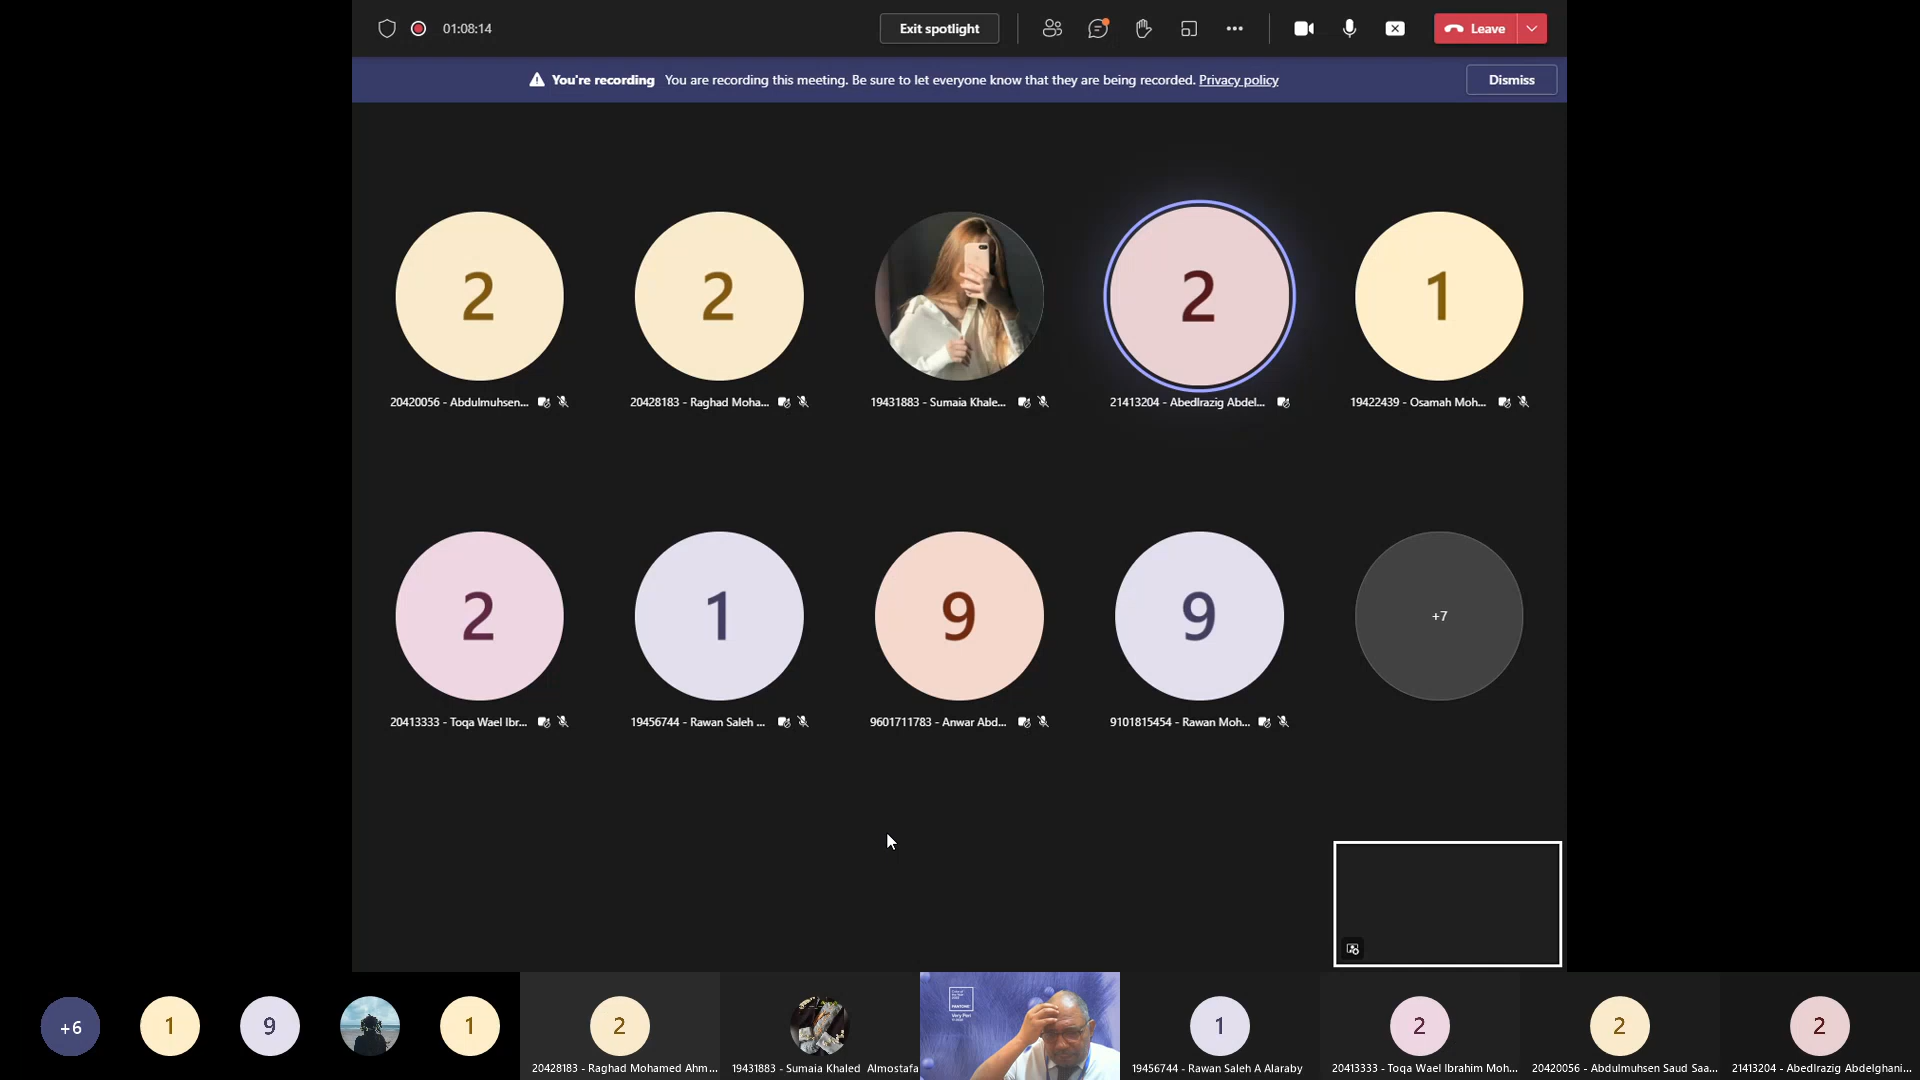 01:08:14
Exit spotlight
Leave
You're recording You are recording this meeting. Be sure to let everyone know that they are being recorded. Privacy policy
Dismiss
2
2
2
1
20420056 - Abdulmuhsen...
20428183 - Raghad Moha...
19431883 - Sumaia Khale...
21413204 - Abedlrazig Abdel...
19422439 - Osamah Moh...
2
1
9
9
+7
20413333 - Toqa Wael Ibr...
19456744 - Rawan Saleh ...
9601711783 - Anwar Abd...
9101815454 - Rawan Moh...
+6
1
9
1
2
PANTONE
Very Peri
1
2
2
2
20428183 - Raghad Mohamed Ahm...
19431883 - Sumaia Khaled Almostafa
19456744 - Rawan Saleh A Alaraby
20413333 - Toqa Wael Ibrahim Moh...
20420056 - Abdulmuhsen Saud Saa...
21413204 - Abedlrazig Abdelghani...